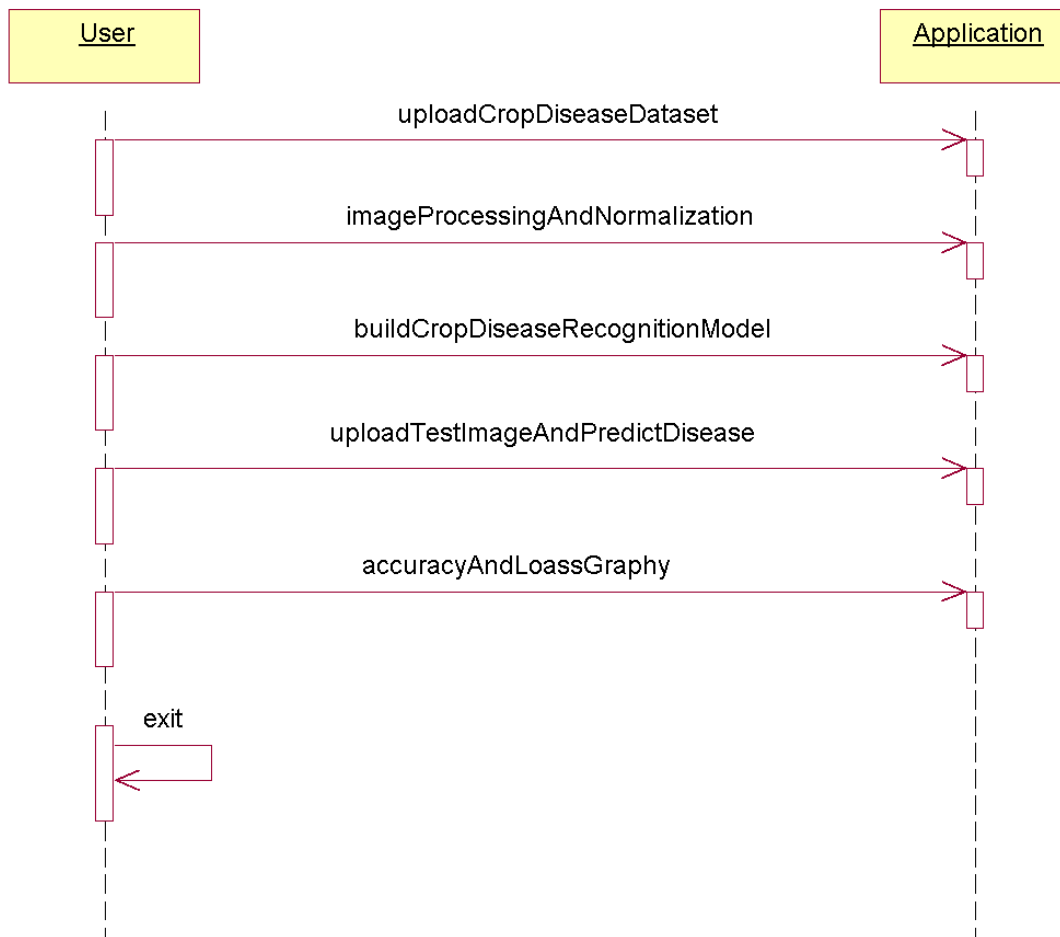 User
Application
uploadCropDiseaseDataset
imageProcessingAndNormalization
buildCropDiseaseRecognitionModel
uploadTestImageAndPredictDisease
accuracyAndLoassGraphy
exit